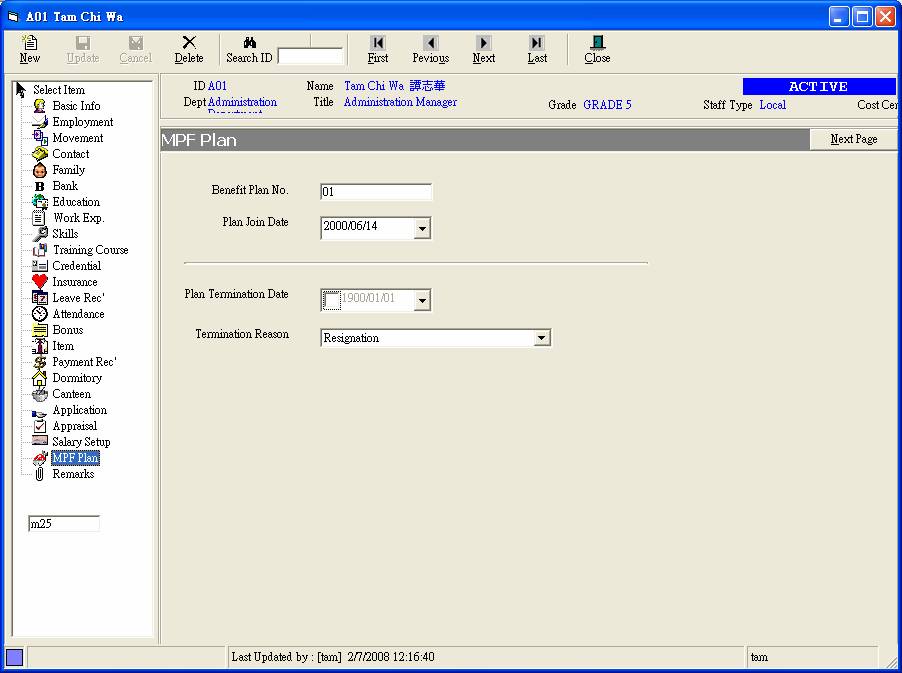 A01 Tam Chi Wa
New Update Cancel Delete Search ID First Pevious Next Last Close
Select Item
Basic Info
Employment
Movement
Contact
Family
Bank
Education
Work Exp.
Skills
Training Course
Credential
Insurance
Leave Rec'
Attendance
Bonus
Item
Payment Rec'
Dormitory
Canteen
Application
Appraisal
Salary Setup
MPF Plan
Remarks
m25
ID A01 Name Tam Chi Wa 譚志華 ACTIVE
Dept Administration Department Title Administration Manager Grade GRADE 5 Staff Type Local Cost Cen
MPF Plan Next Page
Benefit Plan No. 01
Plan Join Date 2000/06/14
Plan Termination Date 1900/01/01
Termination Reason Resignation
Last Updated by : [tam] 2/7/2008 12:16:40 tam